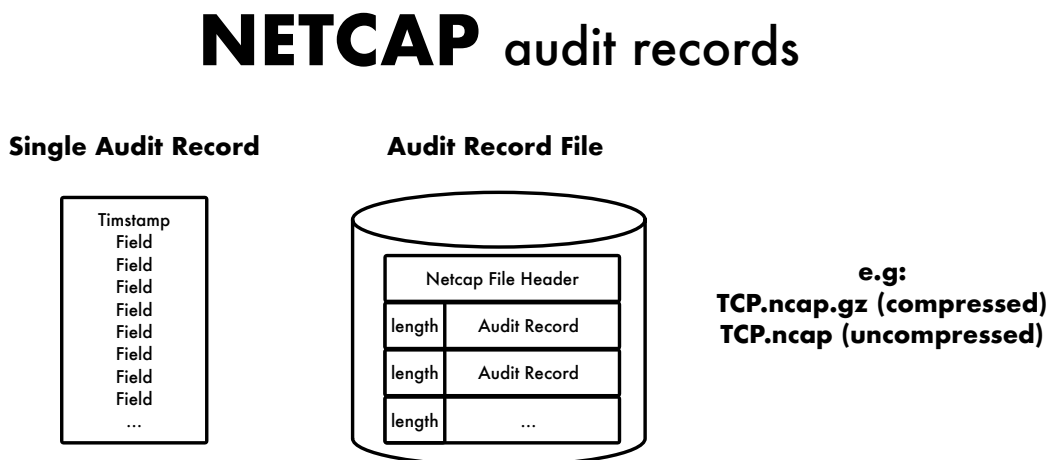 NETCAP audit records
Single Audit Record
Timstamp
Field
Field
Field
Field
Field
Field
Field
Field
...
Audit Record File
Netcap File Header
length Audit Record
length Audit Record
length ...
e.g:
TCP.ncap.gz (compressed)
TCP.ncap (uncompressed)